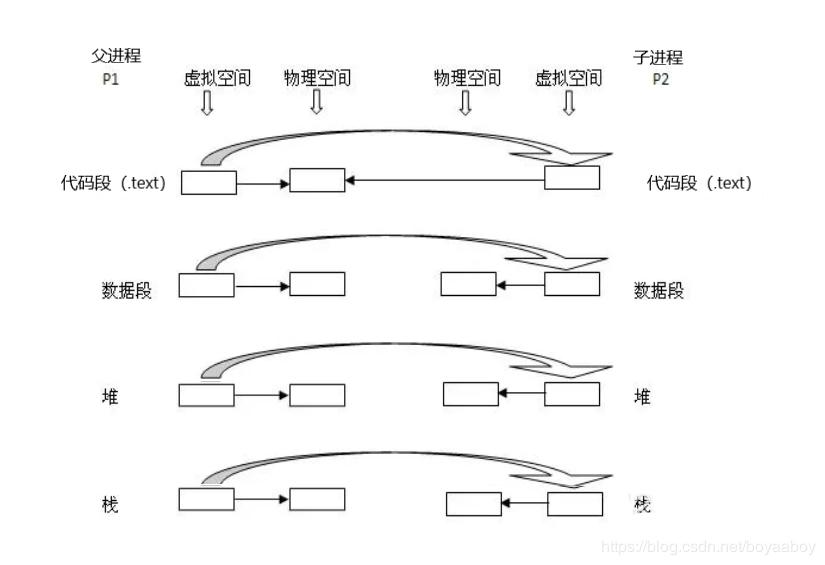 父进程 子进程
P1 虚拟空间 物理空间 物理空间 虚拟空间 P2
代码段（.text） 代码段（.text）
数据段 数据段
堆 堆
栈 栈
https://blog.csdn.net/boyaaboy